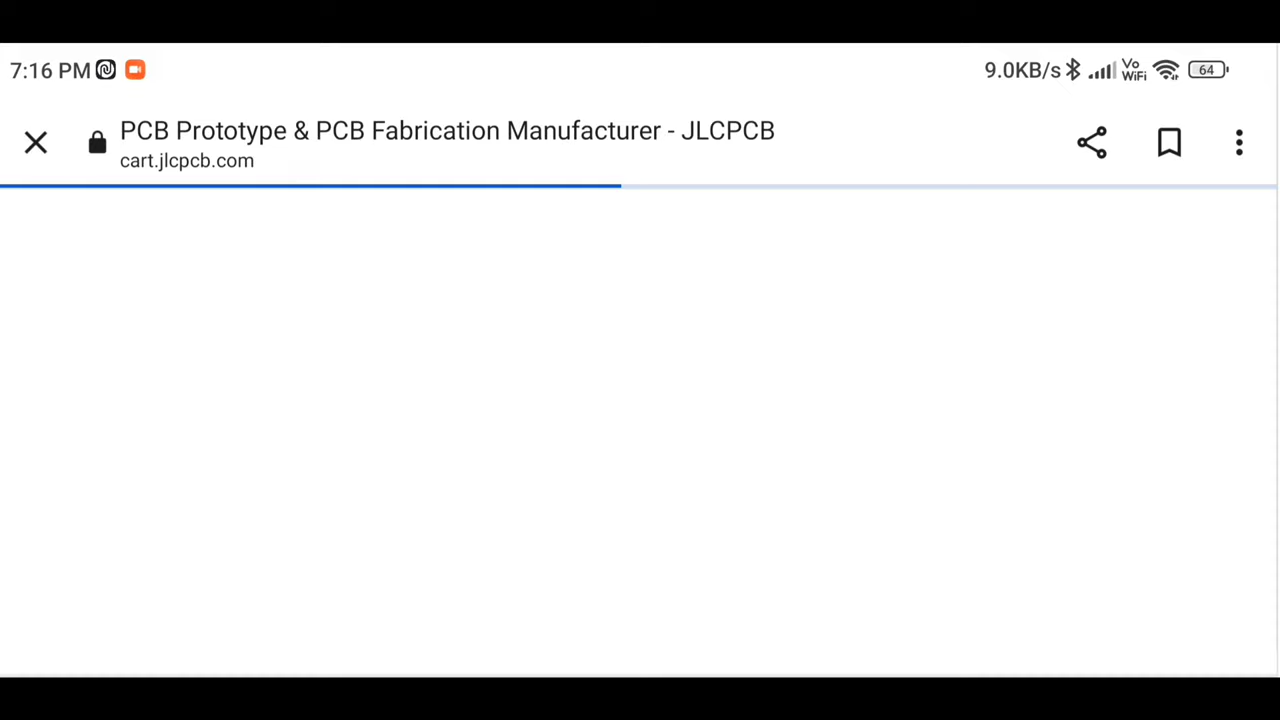 7:16 PM
9.0KB/s Vo WiFi 64
PCB Prototype & PCB Fabrication Manufacturer - JLCPCB
cart.jlcpcb.com